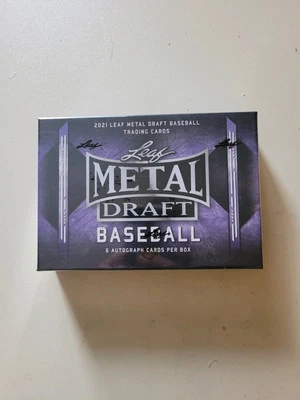 2021 LEAF METAL DRAFT BASEBALL
TRADING CARDS
Leaf
Leaf
Leaf
METAL
DRAFT
BASEBALL
6 AUTOGRAPH CARDS PER BOX